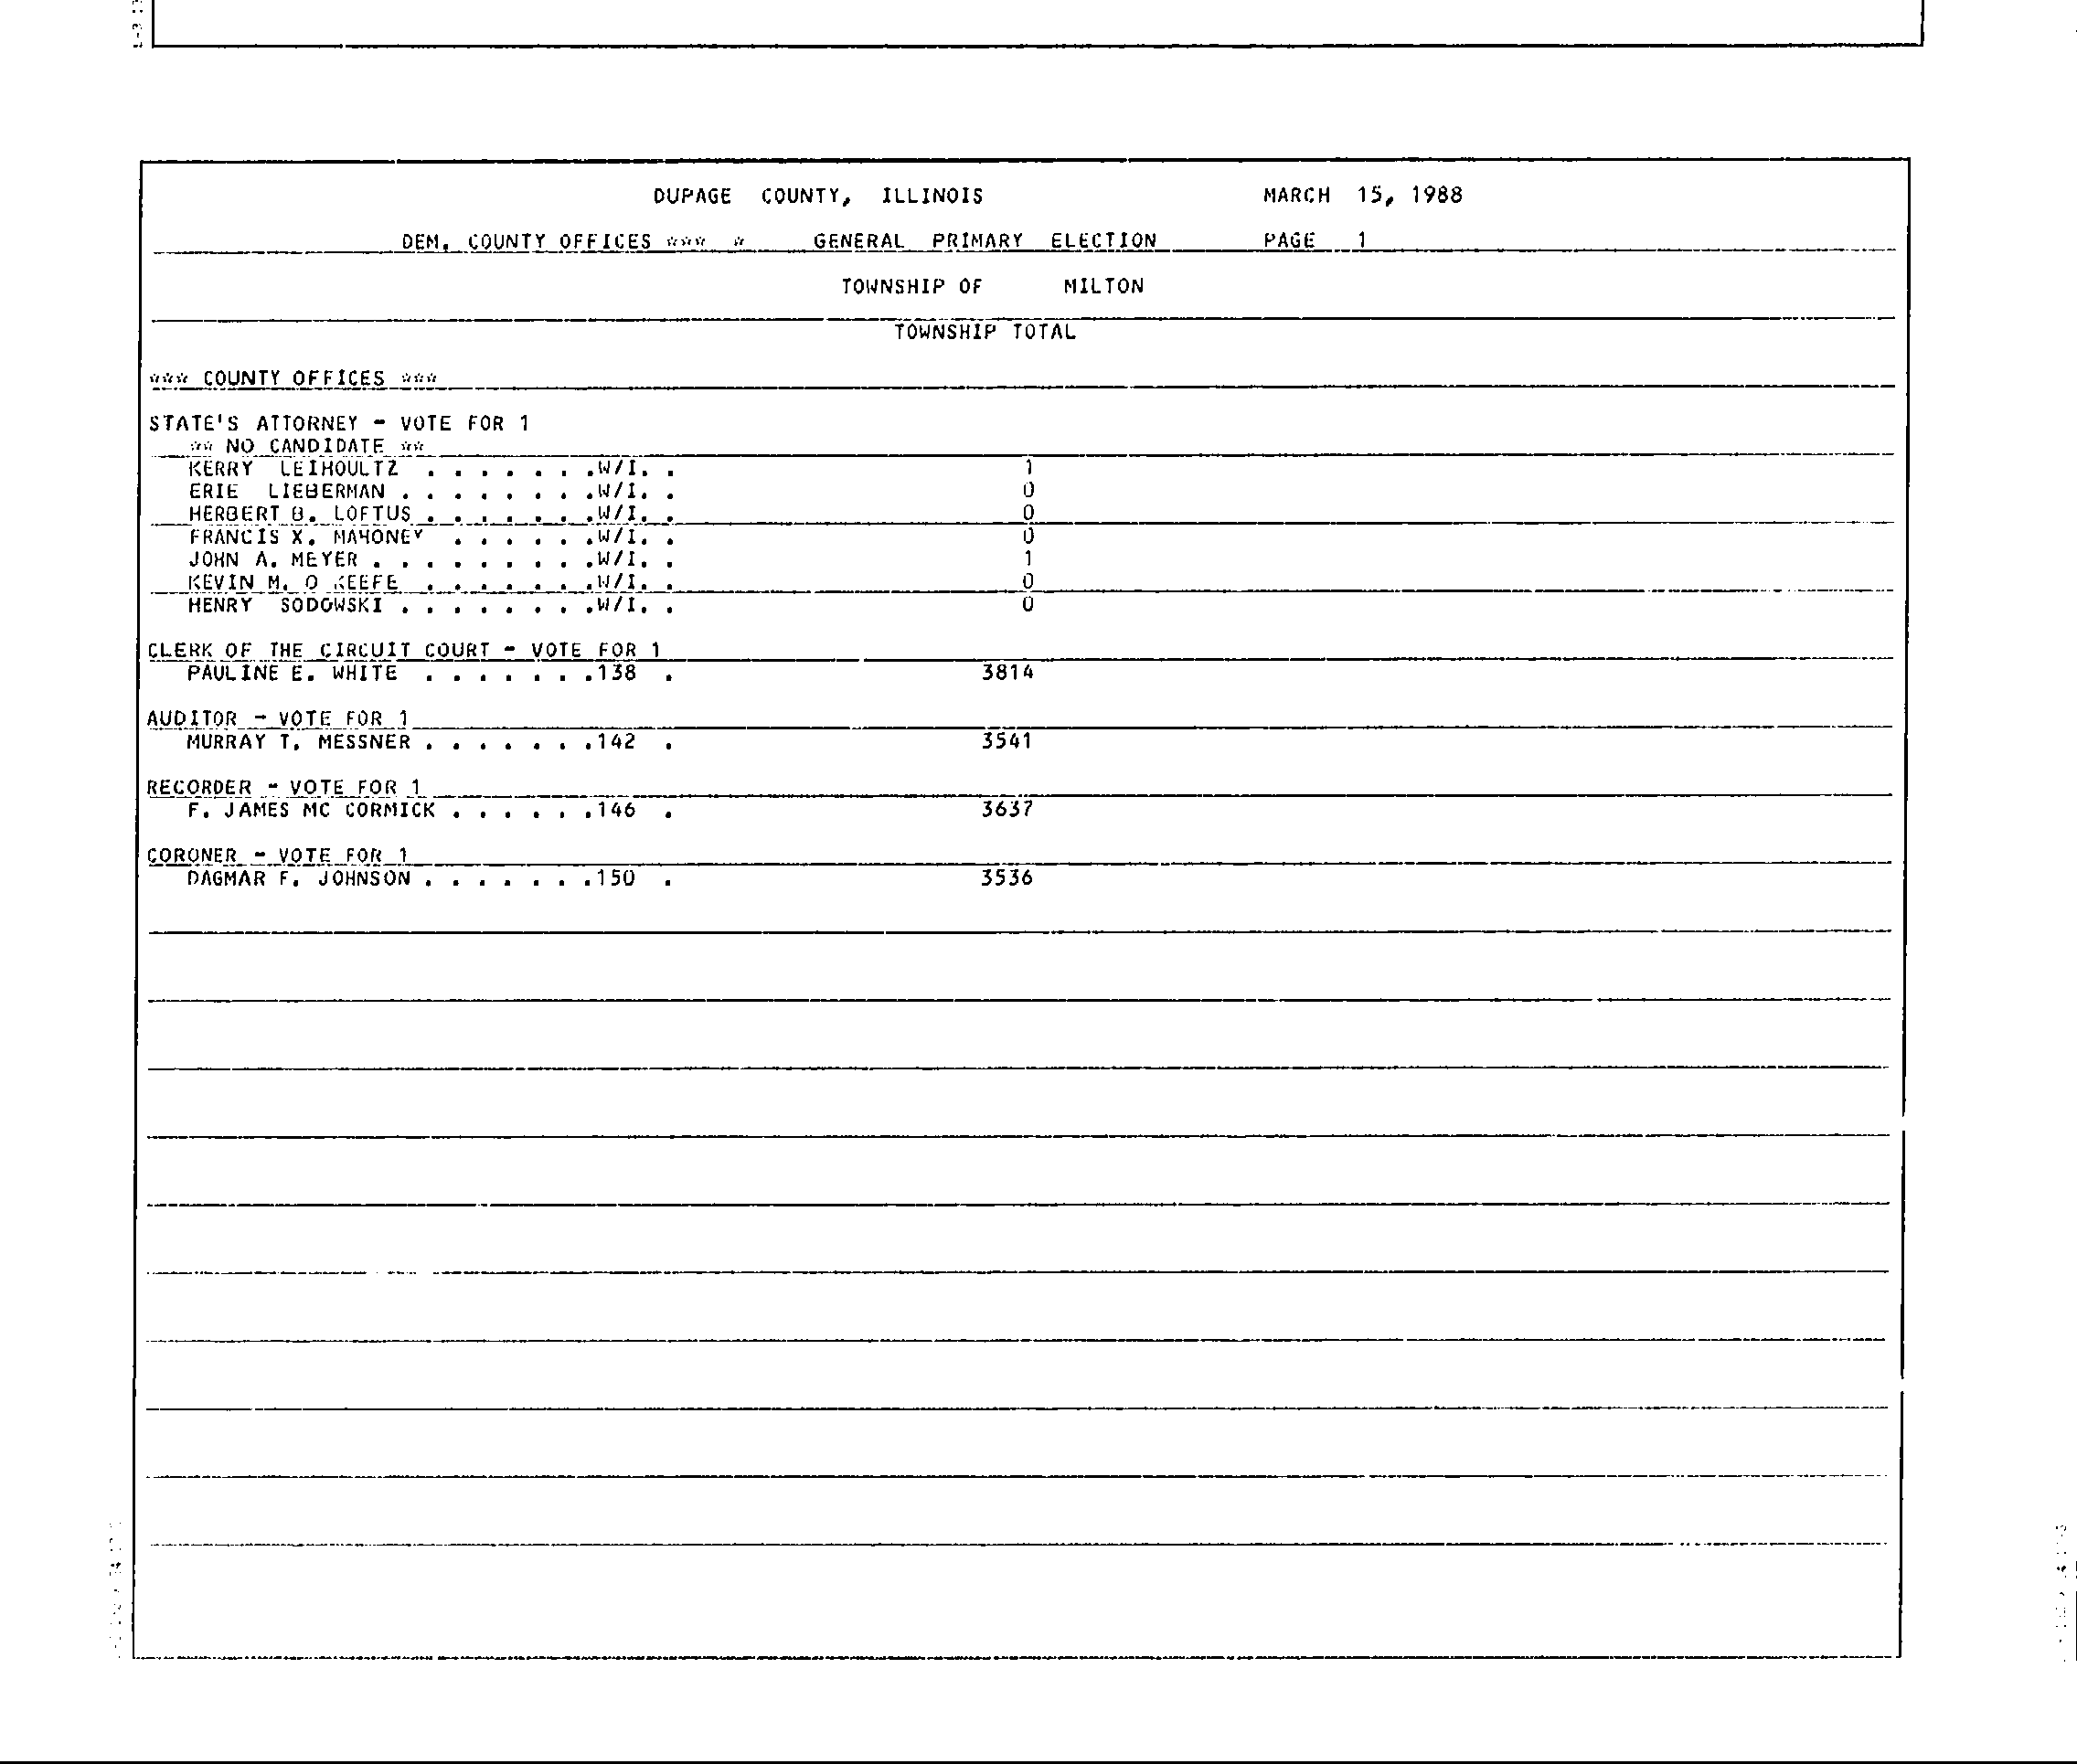 DUPAGE COUNTY, ILLINOIS MARCH 15, 1988
DEM. COUNTY OFFICES *** * GENERAL PRIMARY ELECTION PAGE 1
TOWNSHIP OF MILTON
TOWNSHIP TOTAL
*** COUNTY OFFICES ***
STATE'S ATTORNEY - VOTE FOR 1
** NO CANDIDATE **
KERRY LEIHOULTZ . . . . . . .W/I. . 1
ERIE LIEBERMAN . . . . . . . .W/I. . 0
HERBERT B. LOFTUS . . . . . . .W/I. . 0
FRANCIS X. MAHONEY . . . . . .W/I. . 0
JOHN A. MEYER . . . . . . . . .W/I. . 1
KEVIN M. O KEEFE . . . . . . .W/I. . 0
HENRY SODOWSKI . . . . . . . .W/I. . 0
CLERK OF THE CIRCUIT COURT - VOTE FOR 1
PAULINE E. WHITE . . . . . . .138 . 3814
AUDITOR - VOTE FOR 1
MURRAY T. MESSNER . . . . . . .142 . 3541
RECORDER - VOTE FOR 1
F. JAMES MC CORMICK . . . . . .146 . 3637
CORONER - VOTE FOR 1
DAGMAR F. JOHNSON . . . . . . .150 . 3536